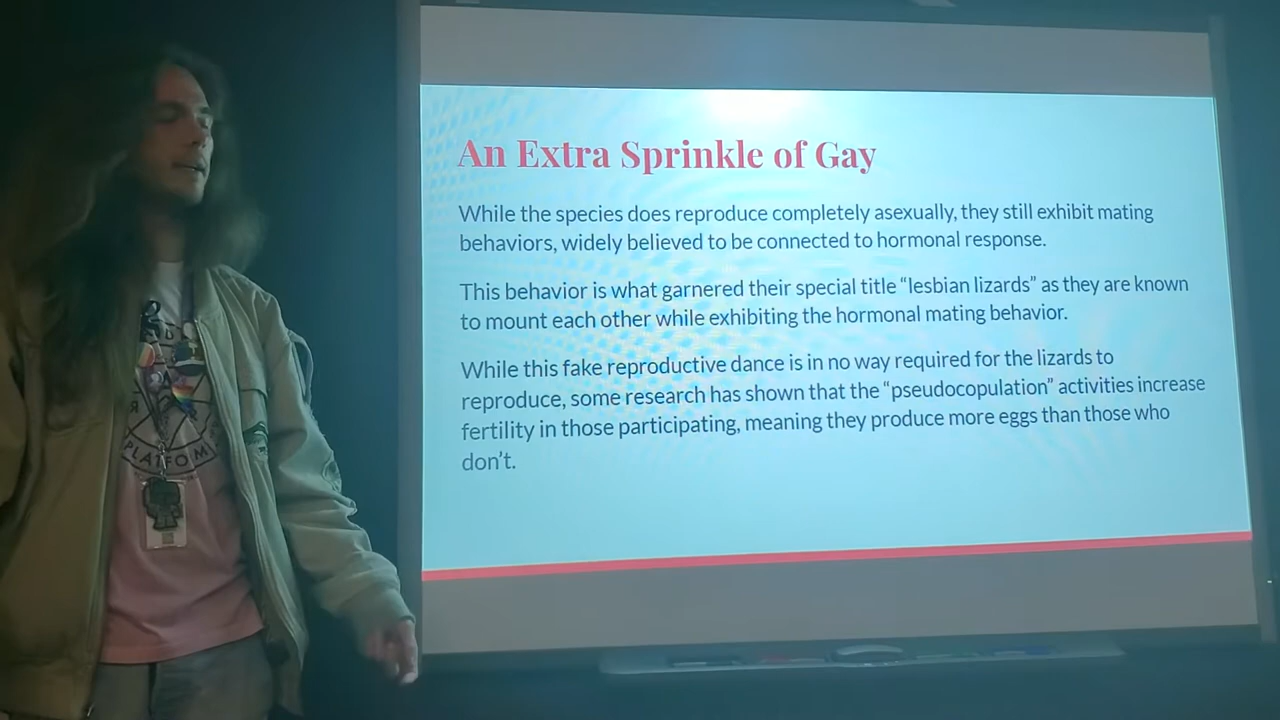 An Extra Sprinkle of Gay
While the species does reproduce completely asexually, they still exhibit mating
behaviors, widely believed to be connected to hormonal response.
This behavior is what garnered their special title “lesbian lizards” as they are known
to mount each other while exhibiting the hormonal mating behavior.
While this fake reproductive dance is in no way required for the lizards to
reproduce, some research has shown that the “pseudocopulation” activities increase
fertility in those participating, meaning they produce more eggs than those who
don’t.